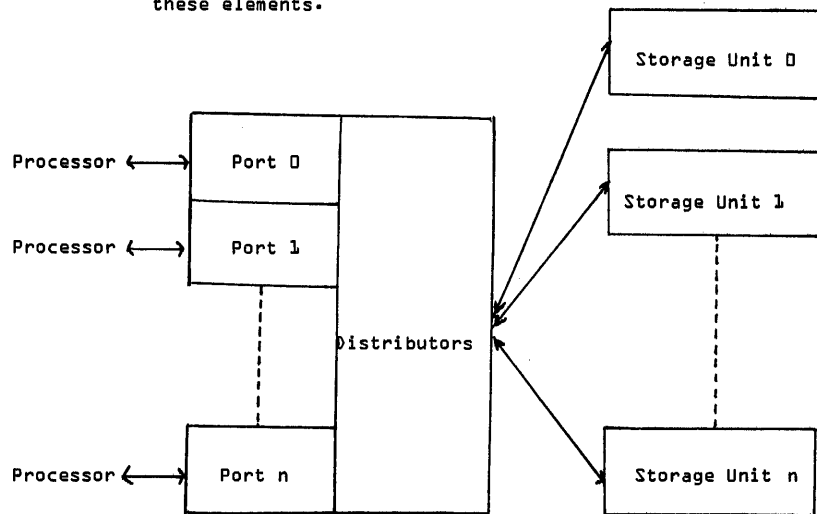 these elements.
Storage Unit 0
Processor
Port 0
Storage Unit 1
Processor
Port 1
Distributors
Processor
Port n
Storage Unit n